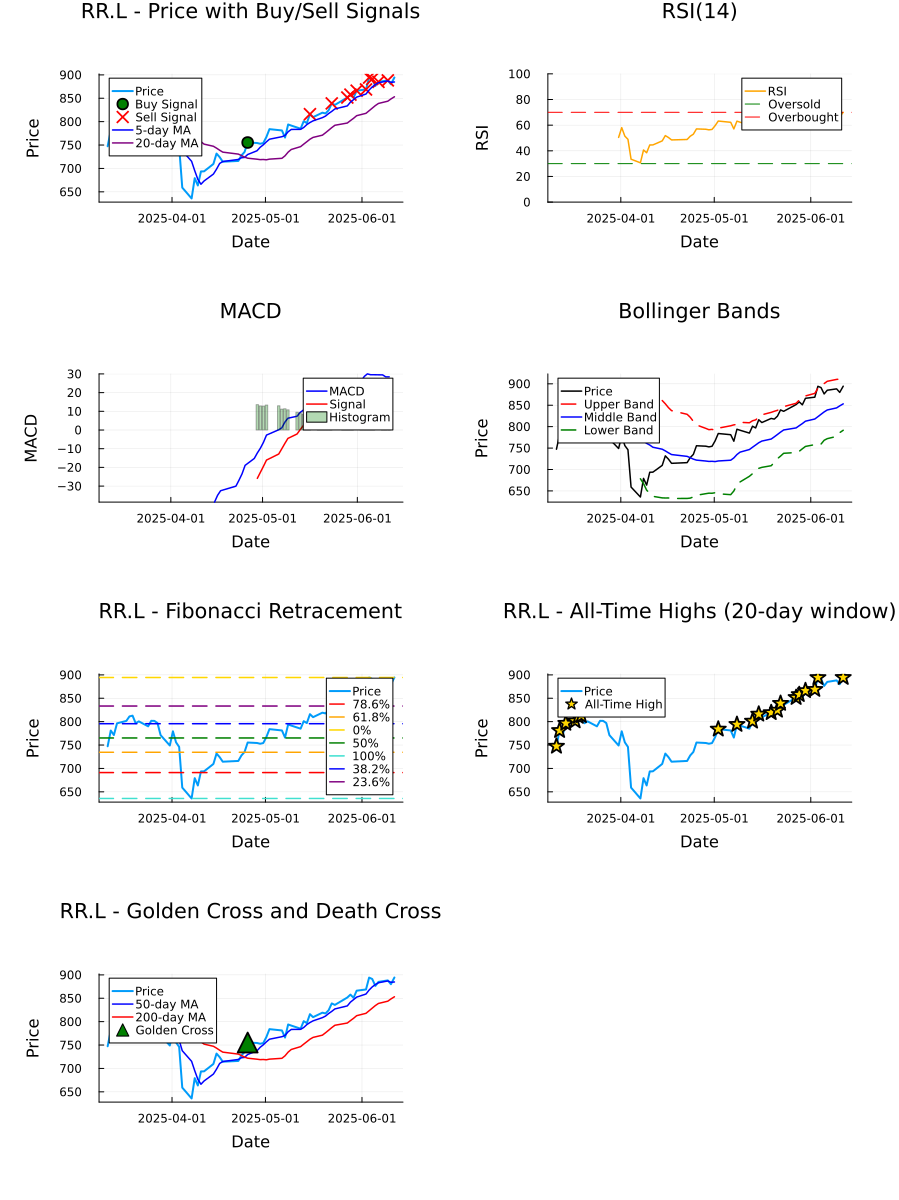 RR.L - Price with Buy/Sell Signals
900
850
800
750
700
650
Price
Price
Buy Signal
Sell Signal
5-day MA
20-day MA
2025-04-01
2025-05-01
2025-06-01
Date
RSI(14)
100
80
60
40
20
0
RSI
RSI
Oversold
Overbought
2025-04-01
2025-05-01
2025-06-01
Date
MACD
30
20
10
0
−10
−20
−30
MACD
MACD
Signal
Histogram
2025-04-01
2025-05-01
2025-06-01
Date
Bollinger Bands
900
850
800
750
700
650
Price
Price
Upper Band
Middle Band
Lower Band
2025-04-01
2025-05-01
2025-06-01
Date
RR.L - Fibonacci Retracement
900
850
800
750
700
650
Price
Price
78.6%
61.8%
0%
50%
100%
38.2%
23.6%
2025-04-01
2025-05-01
2025-06-01
Date
RR.L - All-Time Highs (20-day window)
900
850
800
750
700
650
Price
Price
All-Time High
2025-04-01
2025-05-01
2025-06-01
Date
RR.L - Golden Cross and Death Cross
900
850
800
750
700
650
Price
Price
50-day MA
200-day MA
Golden Cross
2025-04-01
2025-05-01
2025-06-01
Date